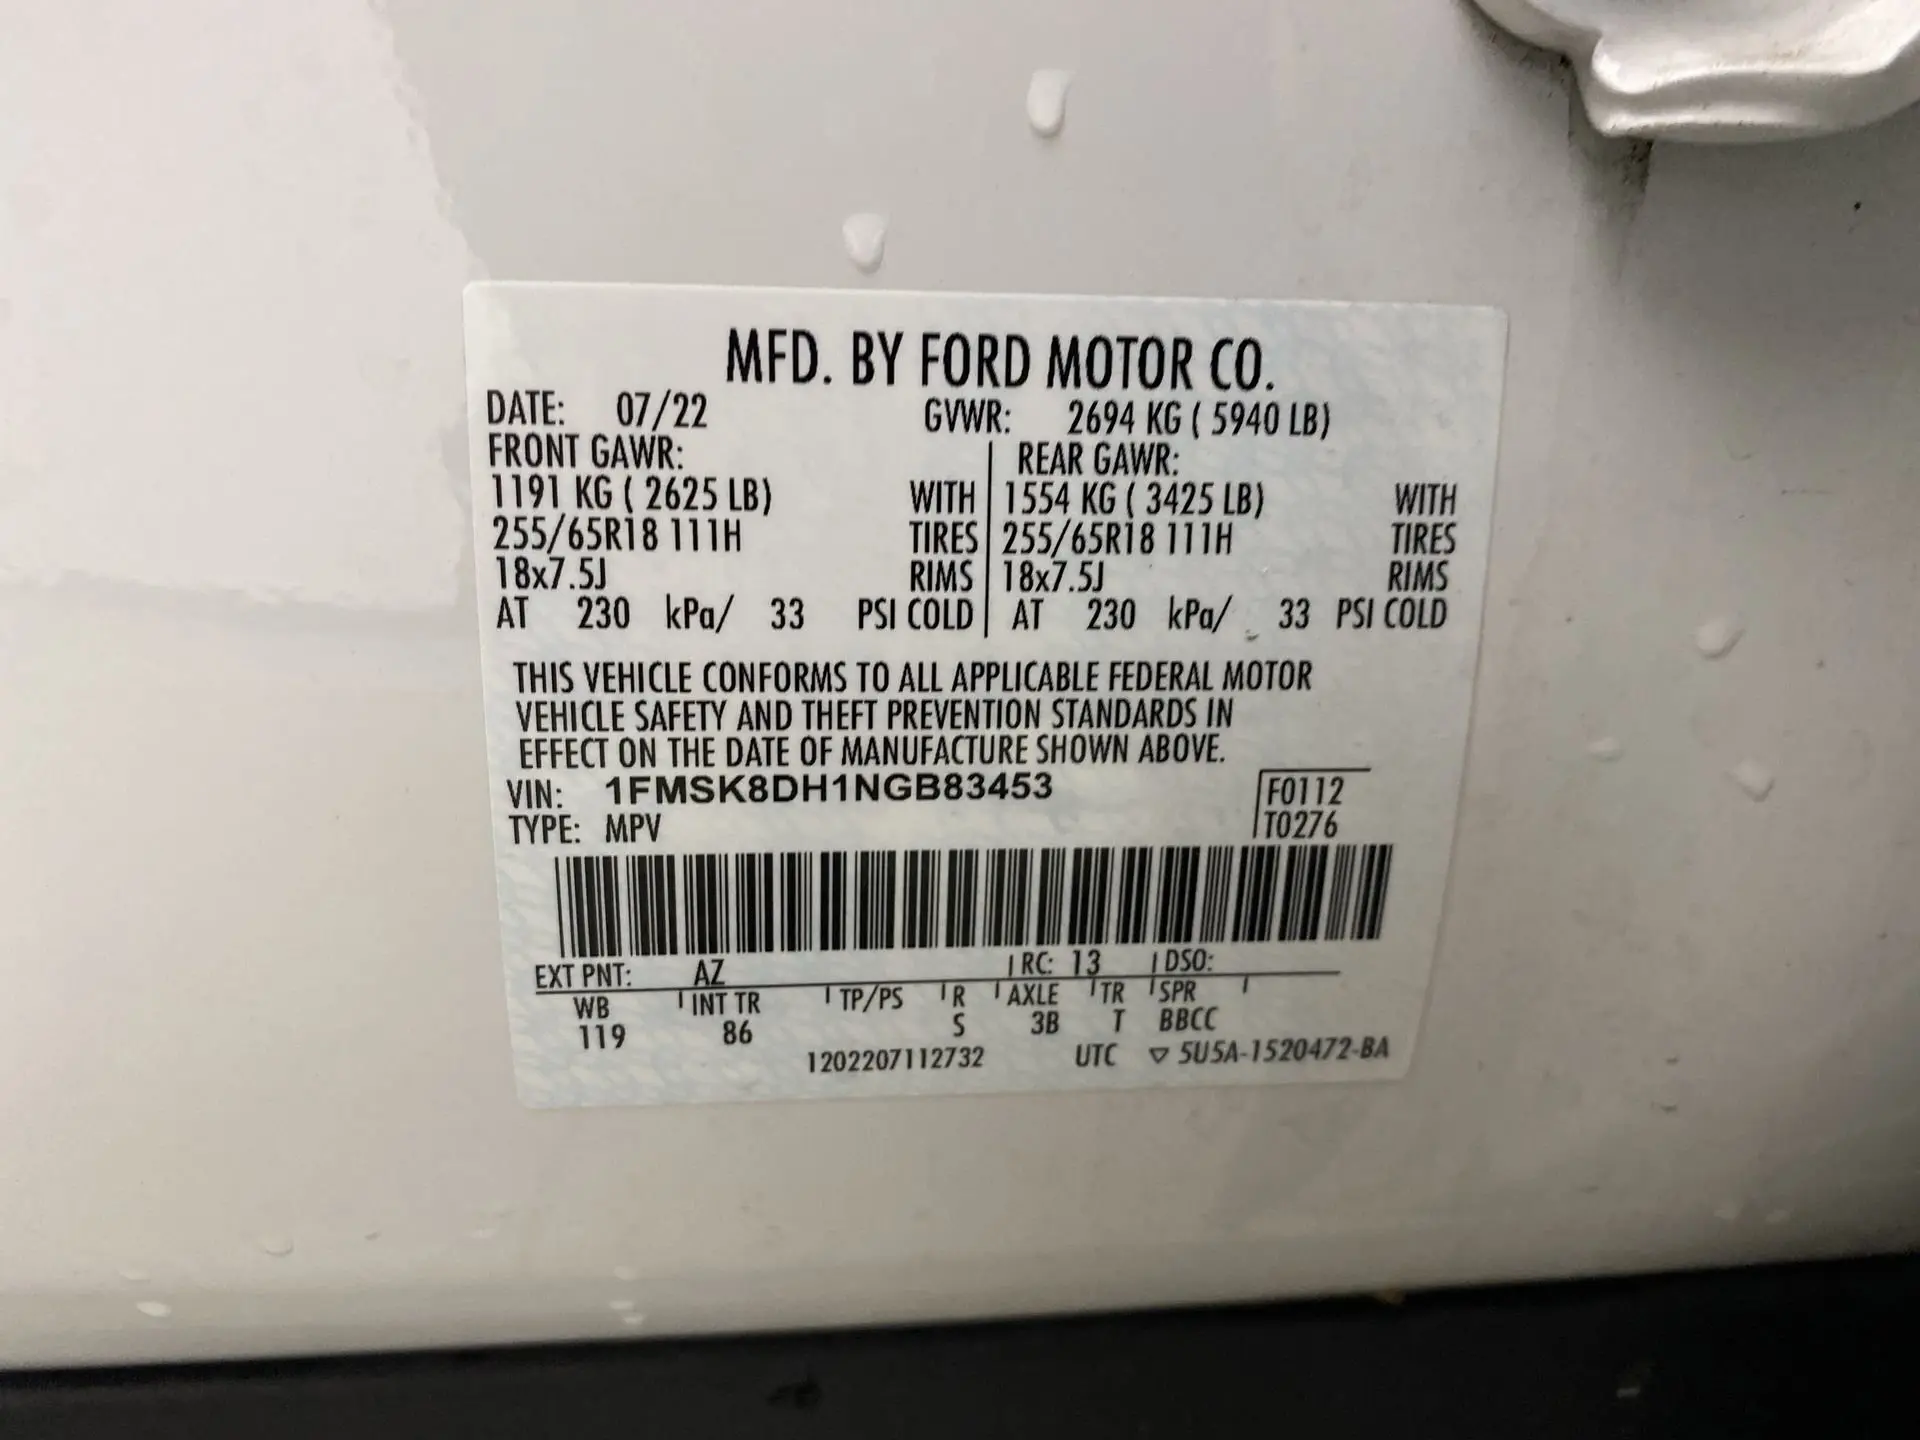 MFD. BY FORD MOTOR CO.
DATE: 07/22 GVWR: 2694 KG ( 5940 LB)
FRONT GAWR: REAR GAWR:
1191 KG ( 2625 LB) WITH 1554 KG ( 3425 LB) WITH
255/65R18 111H TIRES 255/65R18 111H TIRES
18x7.5J RIMS 18x7.5J RIMS
AT 230 kPa/ 33 PSI COLD AT 230 kPa/ 33 PSI COLD
THIS VEHICLE CONFORMS TO ALL APPLICABLE FEDERAL MOTOR
VEHICLE SAFETY AND THEFT PREVENTION STANDARDS IN
EFFECT ON THE DATE OF MANUFACTURE SHOWN ABOVE.
VIN: 1FMSK8DH1NGB83453 F0112
TYPE: MPV T0276
EXT PNT: AZ RC: 13 DSO:
WB INT TR TP/PS R AXLE TR SPR
119 86 S 3B T BBCC
1202207112732 UTC ▽ 5U5A-1520472-BA